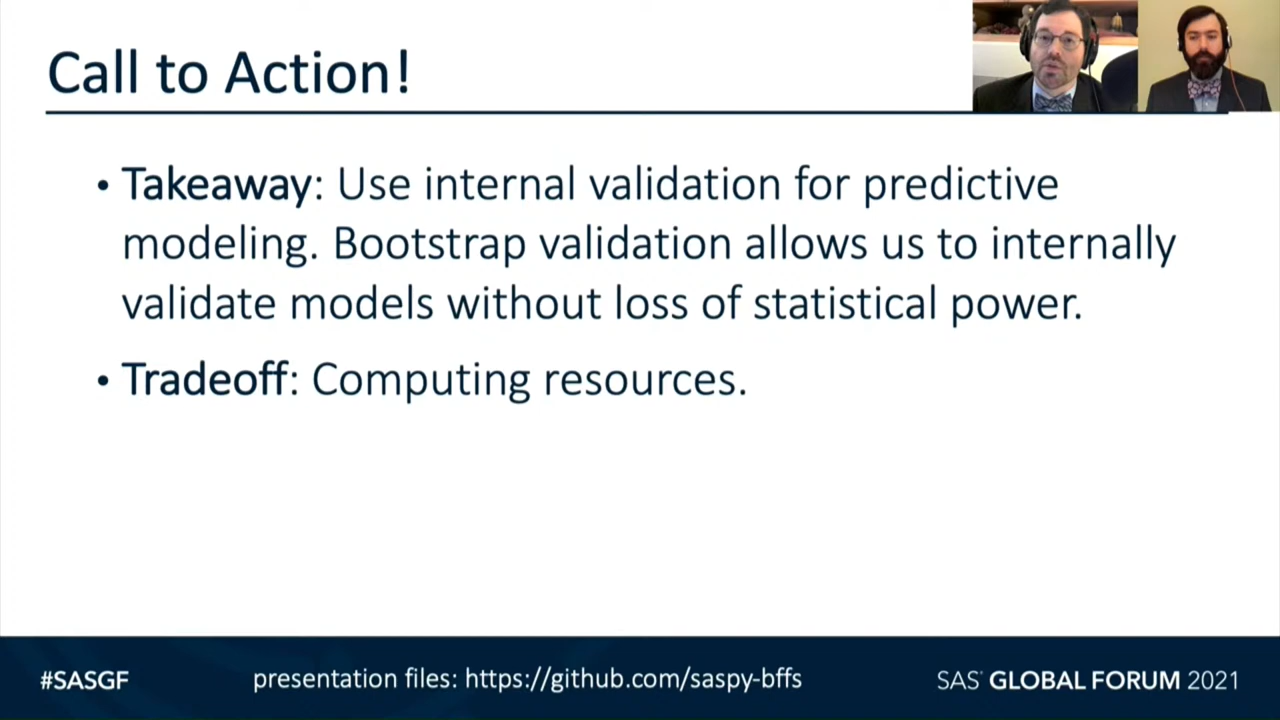 Call to Action!
• Takeaway: Use internal validation for predictive
modeling. Bootstrap validation allows us to internally
validate models without loss of statistical power.
• Tradeoff: Computing resources.
#SASGF
presentation files: https://github.com/saspy-bffs
SAS® GLOBAL FORUM 2021